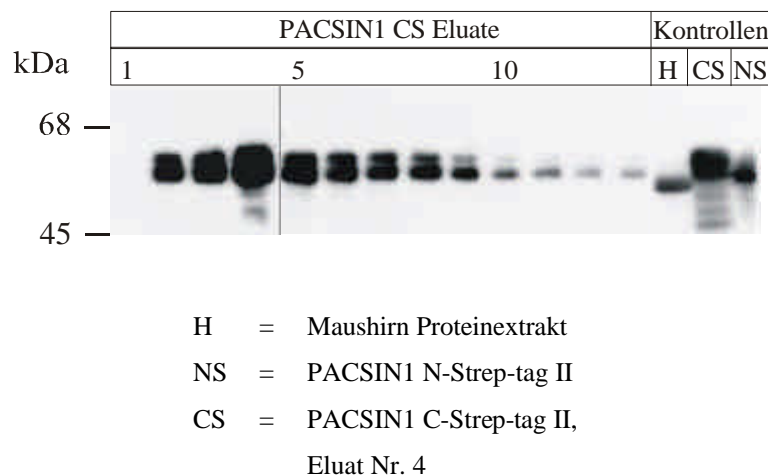 PACSIN1 CS Eluate Kontrollen
kDa 1 5 10 H CS NS
68
45
H = Maushirn Proteinextrakt
NS = PACSIN1 N-Strep-tag II
CS = PACSIN1 C-Strep-tag II,
Eluat Nr. 4